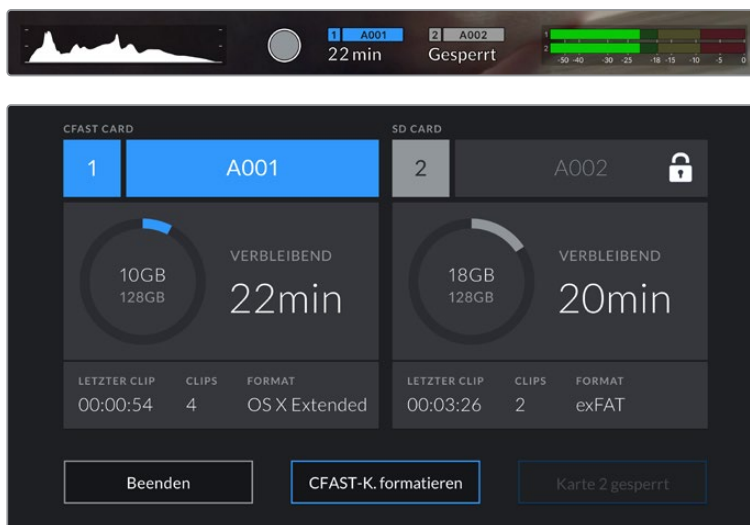 1 A001
22 min
2 A002
Gesperrt
1
2
-50 -40 -30 -25 -18 -15 -10 -5 0
CFAST CARD
1 A001
10GB
128GB
VERBLEIBEND
22min
LETZTER CLIP CLIPS FORMAT
00:00:54 4 OS X Extended
SD CARD
2 A002
18GB
128GB
VERBLEIBEND
20min
LETZTER CLIP CLIPS FORMAT
00:03:26 2 exFAT
Beenden
CFAST-K. formatieren
Karte 2 gesperrt